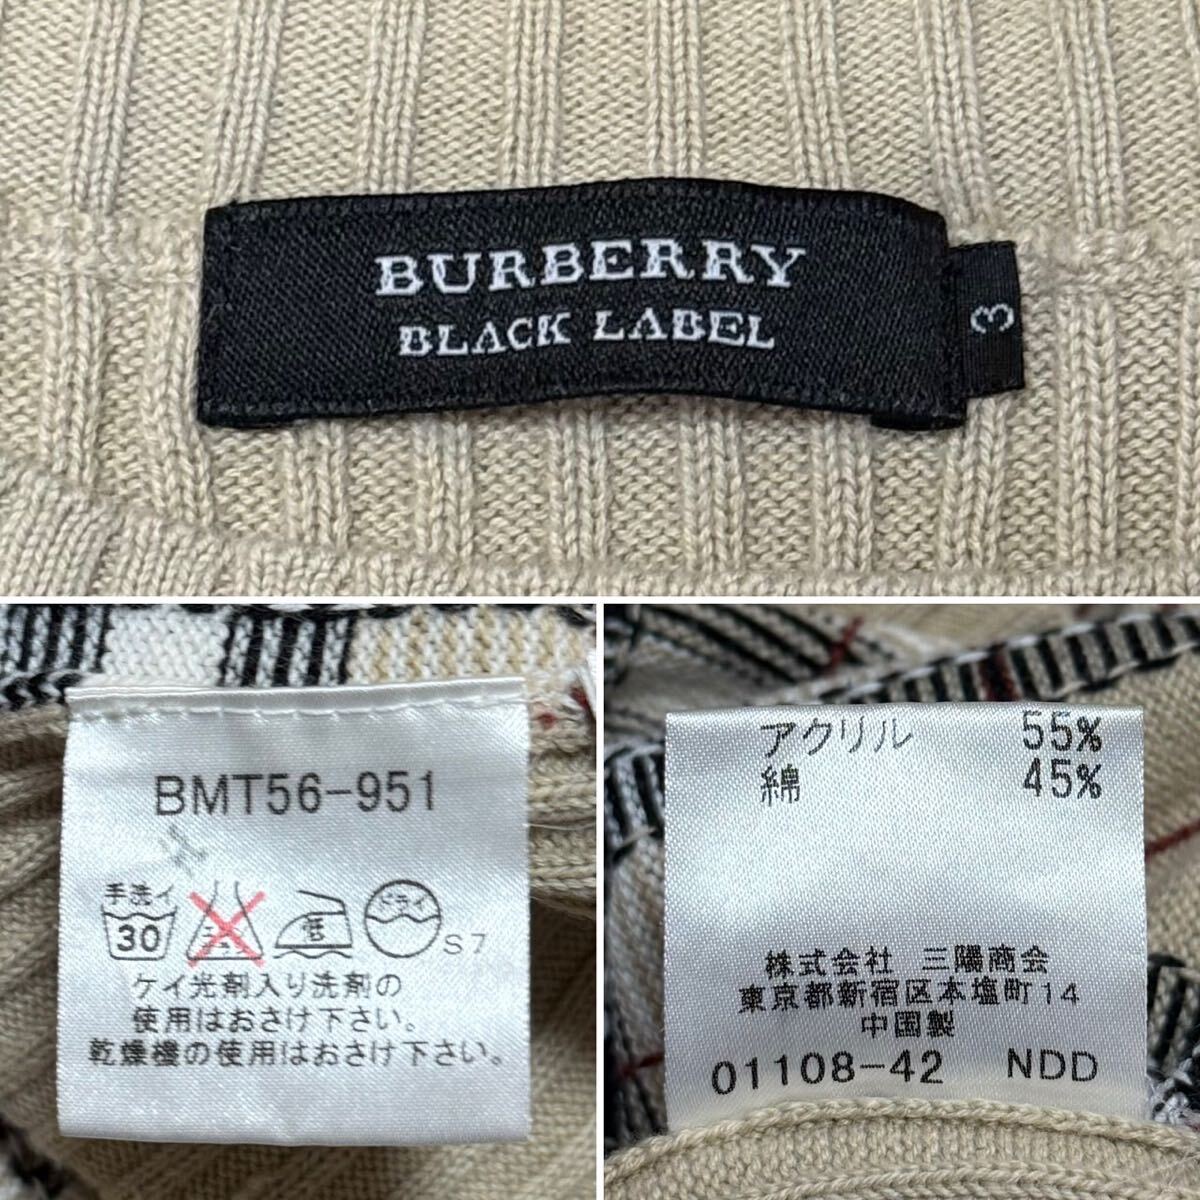 BURBERRY
BLACK LABEL
3
BMT56-951
手洗イ
30
低
ドライ
S7
ケイ光剤入り洗剤の
使用はおさけ下さい。
乾燥機の使用はおさけ下さい。
アクリル 55%
綿 45%
株式会社 三陽商会
東京都新宿区本塩町14
中国製
01108-42 NDD